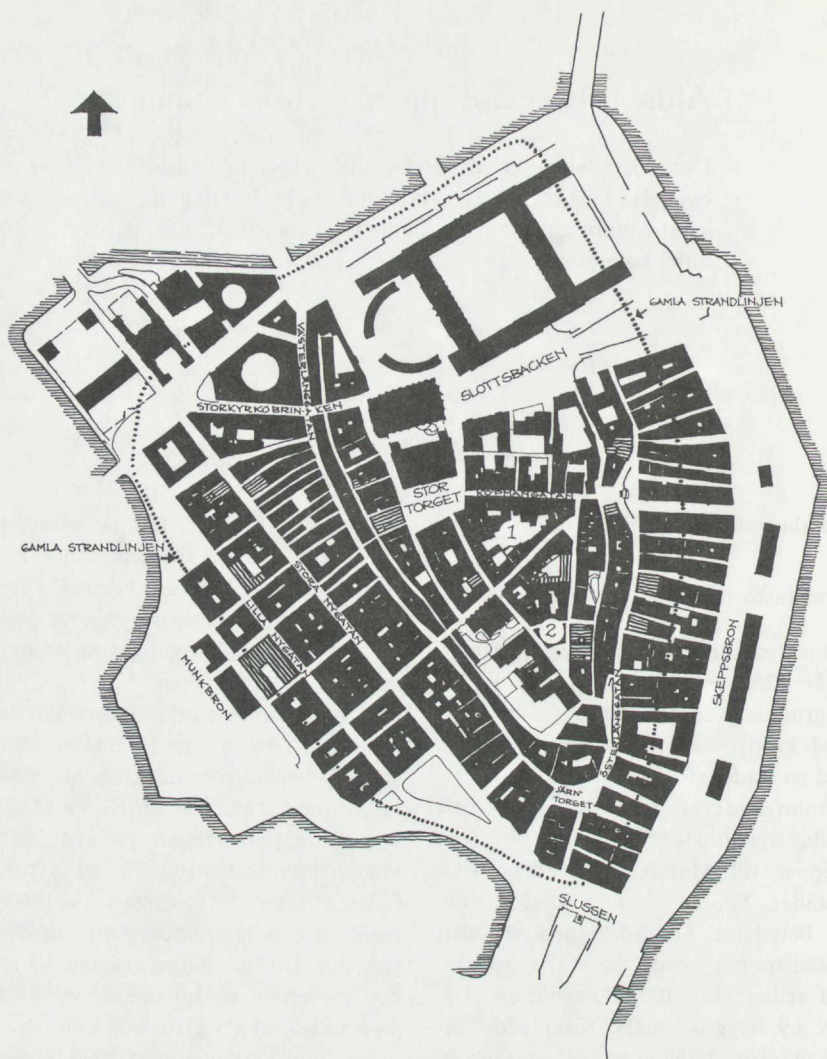 GAMLA STRANDLINJEN
VÄSTERLÅNGGATAN
SLOTTSBACKEN
STORKYRKOBRINKEN
STOR
TORGET
KÖPMANGATAN
1
GAMLA STRANDLINJEN
STORA NYGATAN
LILLA NYGATAN
2
MUNKBRON
SKEPPSBRON
ÖSTERLÅNGGATAN
JÄRN-
TORGET
SLUSSEN